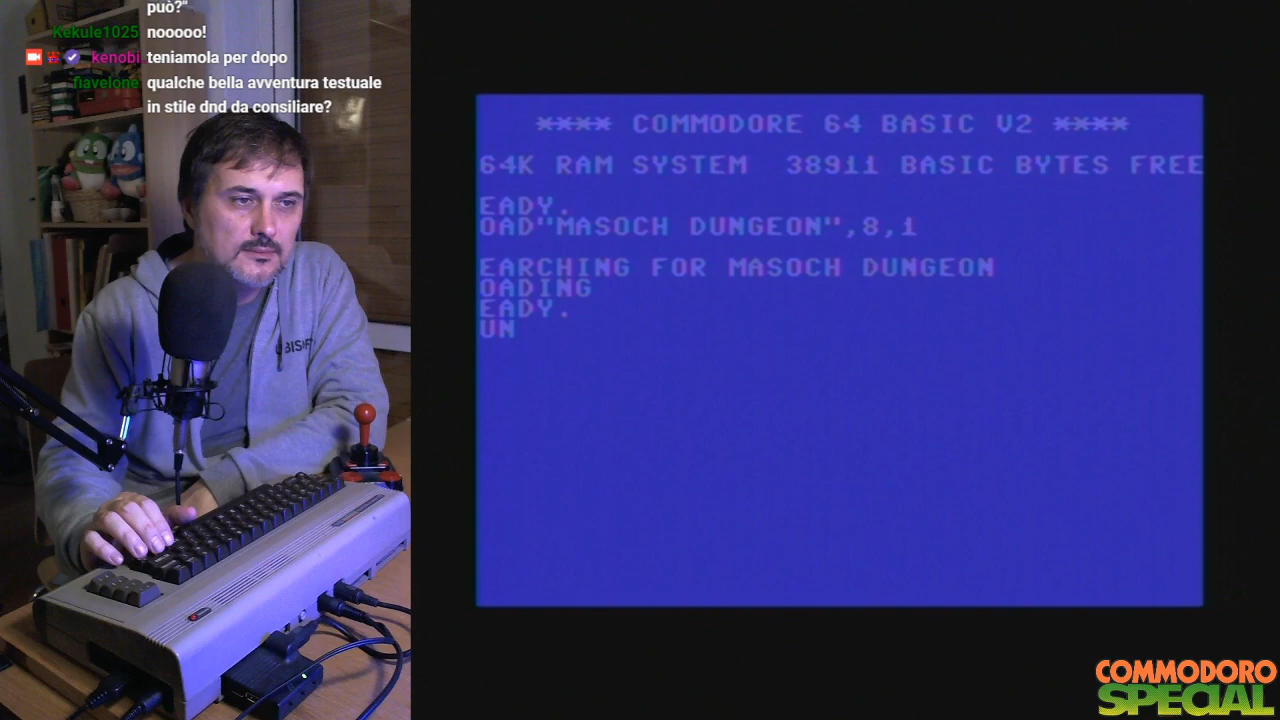 può?"
Kekule1025 nooooo!
kenobi teniamola per dopo
fiavelone qualche bella avventura testuale
in stile dnd da consiliare?
**** COMMODORE 64 BASIC V2 ****
64K RAM SYSTEM 38911 BASIC BYTES FREE
EADY.
OAD"MASOCH DUNGEON",8,1
EARCHING FOR MASOCH DUNGEON
OADING
EADY.
UN
UBISOF
COMMODORO
SPECIAL